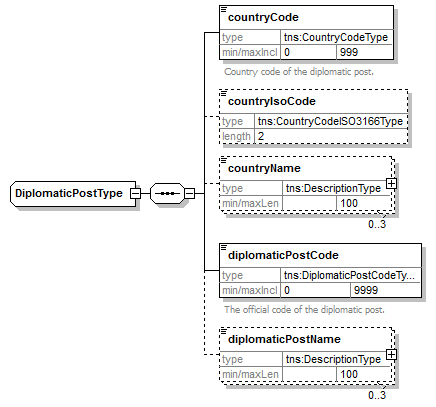 countryCode
type tns:CountryCodeType
min/maxIncl 0 999
Country code of the diplomatic post.
countryIsoCode
type tns:CountryCodeISO3166Type
length 2
countryName
type tns:DescriptionType
min/maxLen 100
0..3
DiplomaticPostType
diplomaticPostCode
type tns:DiplomaticPostCodeTy...
min/maxIncl 0 9999
The official code of the diplomatic post.
diplomaticPostName
type tns:DescriptionType
min/maxLen 100
0..3